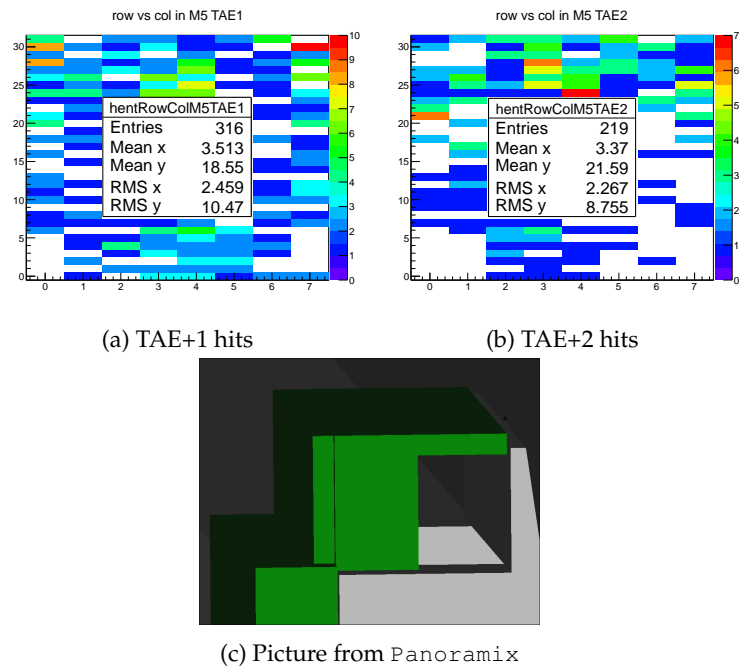 row vs col in M5 TAE1
hentRowColM5TAE1
Entries 316
Mean x 3.513
Mean y 18.55
RMS x 2.459
RMS y 10.47
30
25
20
15
10
5
0
0 1 2 3 4 5 6 7
10
9
8
7
6
5
4
3
2
1
0
(a) TAE+1 hits
row vs col in M5 TAE2
hentRowColM5TAE2
Entries 219
Mean x 3.37
Mean y 21.59
RMS x 2.267
RMS y 8.755
30
25
20
15
10
5
0
0 1 2 3 4 5 6 7
7
6
5
4
3
2
1
0
(b) TAE+2 hits
(c) Picture from Panoramix